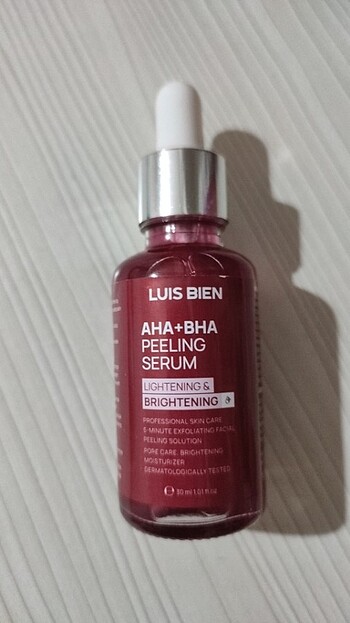 LUIS BIEN
AHA+BHA
PEELING
SERUM
LIGHTENING &
BRIGHTENING
PROFESSIONAL SKIN CARE
5-MINUTE EXFOLIATING FACIAL
PEELING SOLUTION
PORE CARE, BRIGHTENING
MOISTURIZER
DERMATOLOGICALLY TESTED
30 ml 1.01 fl.oz